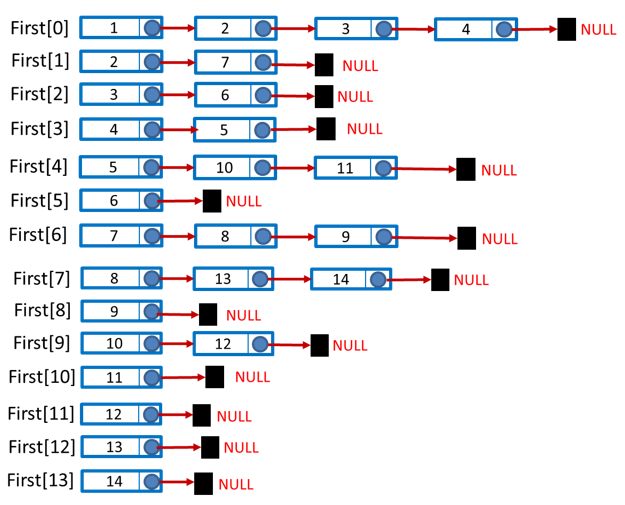 First[0] 1 2 3 4 NULL
First[1] 2 7 NULL
First[2] 3 6 NULL
First[3] 4 5 NULL
First[4] 5 10 11 NULL
First[5] 6 NULL
First[6] 7 8 9 NULL
First[7] 8 13 14 NULL
First[8] 9 NULL
First[9] 10 12 NULL
First[10] 11 NULL
First[11] 12 NULL
First[12] 13 NULL
First[13] 14 NULL